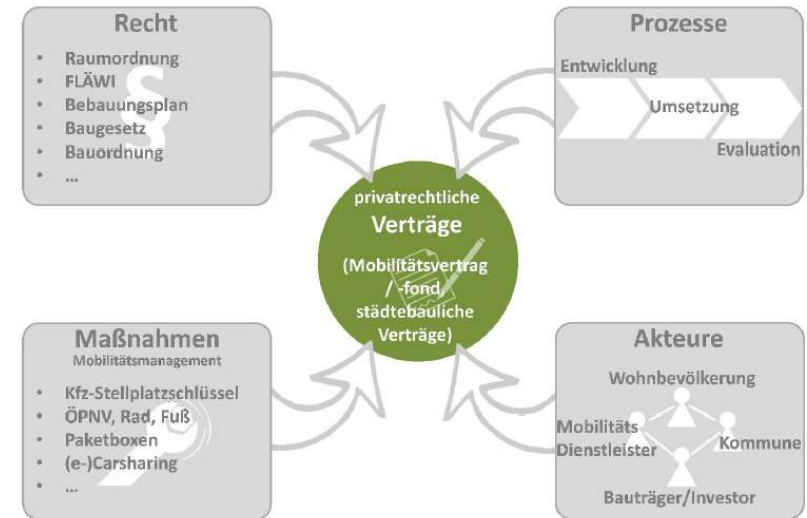 Recht
• Raumordnung
• FLÄWI
• Bebauungsplan
• Baugesetz
• Bauordnung
• ...
Prozesse
Entwicklung
Umsetzung
Evaluation
privatrechtliche
Verträge
(Mobilitätsvertrag
/ -fond,
städtebauliche
Verträge)
Maßnahmen
Mobilitätsmanagement
• Kfz-Stellplatzschlüssel
• ÖPNV, Rad, Fuß
• Paketboxen
• (e-)Carsharing
• ...
Akteure
Wohnbevölkerung
Mobilitäts
Dienstleister
Kommune
Bauträger/Investor